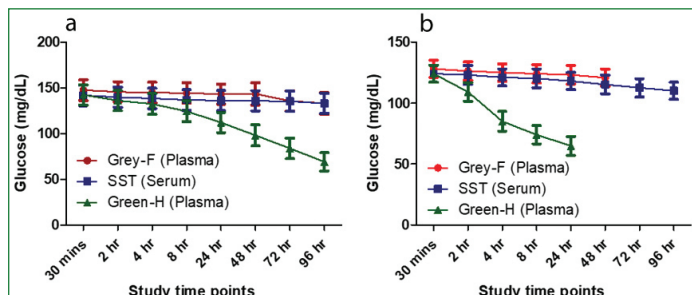 a
Glucose (mg/dL)
200
150
100
50
0
Grey-F (Plasma)
SST (Serum)
Green-H (Plasma)
30 mins
2 hr
4 hr
8 hr
24 hr
48 hr
72 hr
96 hr
Study time points
b
Glucose (mg/dL)
150
100
50
0
Grey-F (Plasma)
SST (Serum)
Green-H (Plasma)
30 mins
2 hr
4 hr
8 hr
24 hr
48 hr
72 hr
96 hr
Study time points